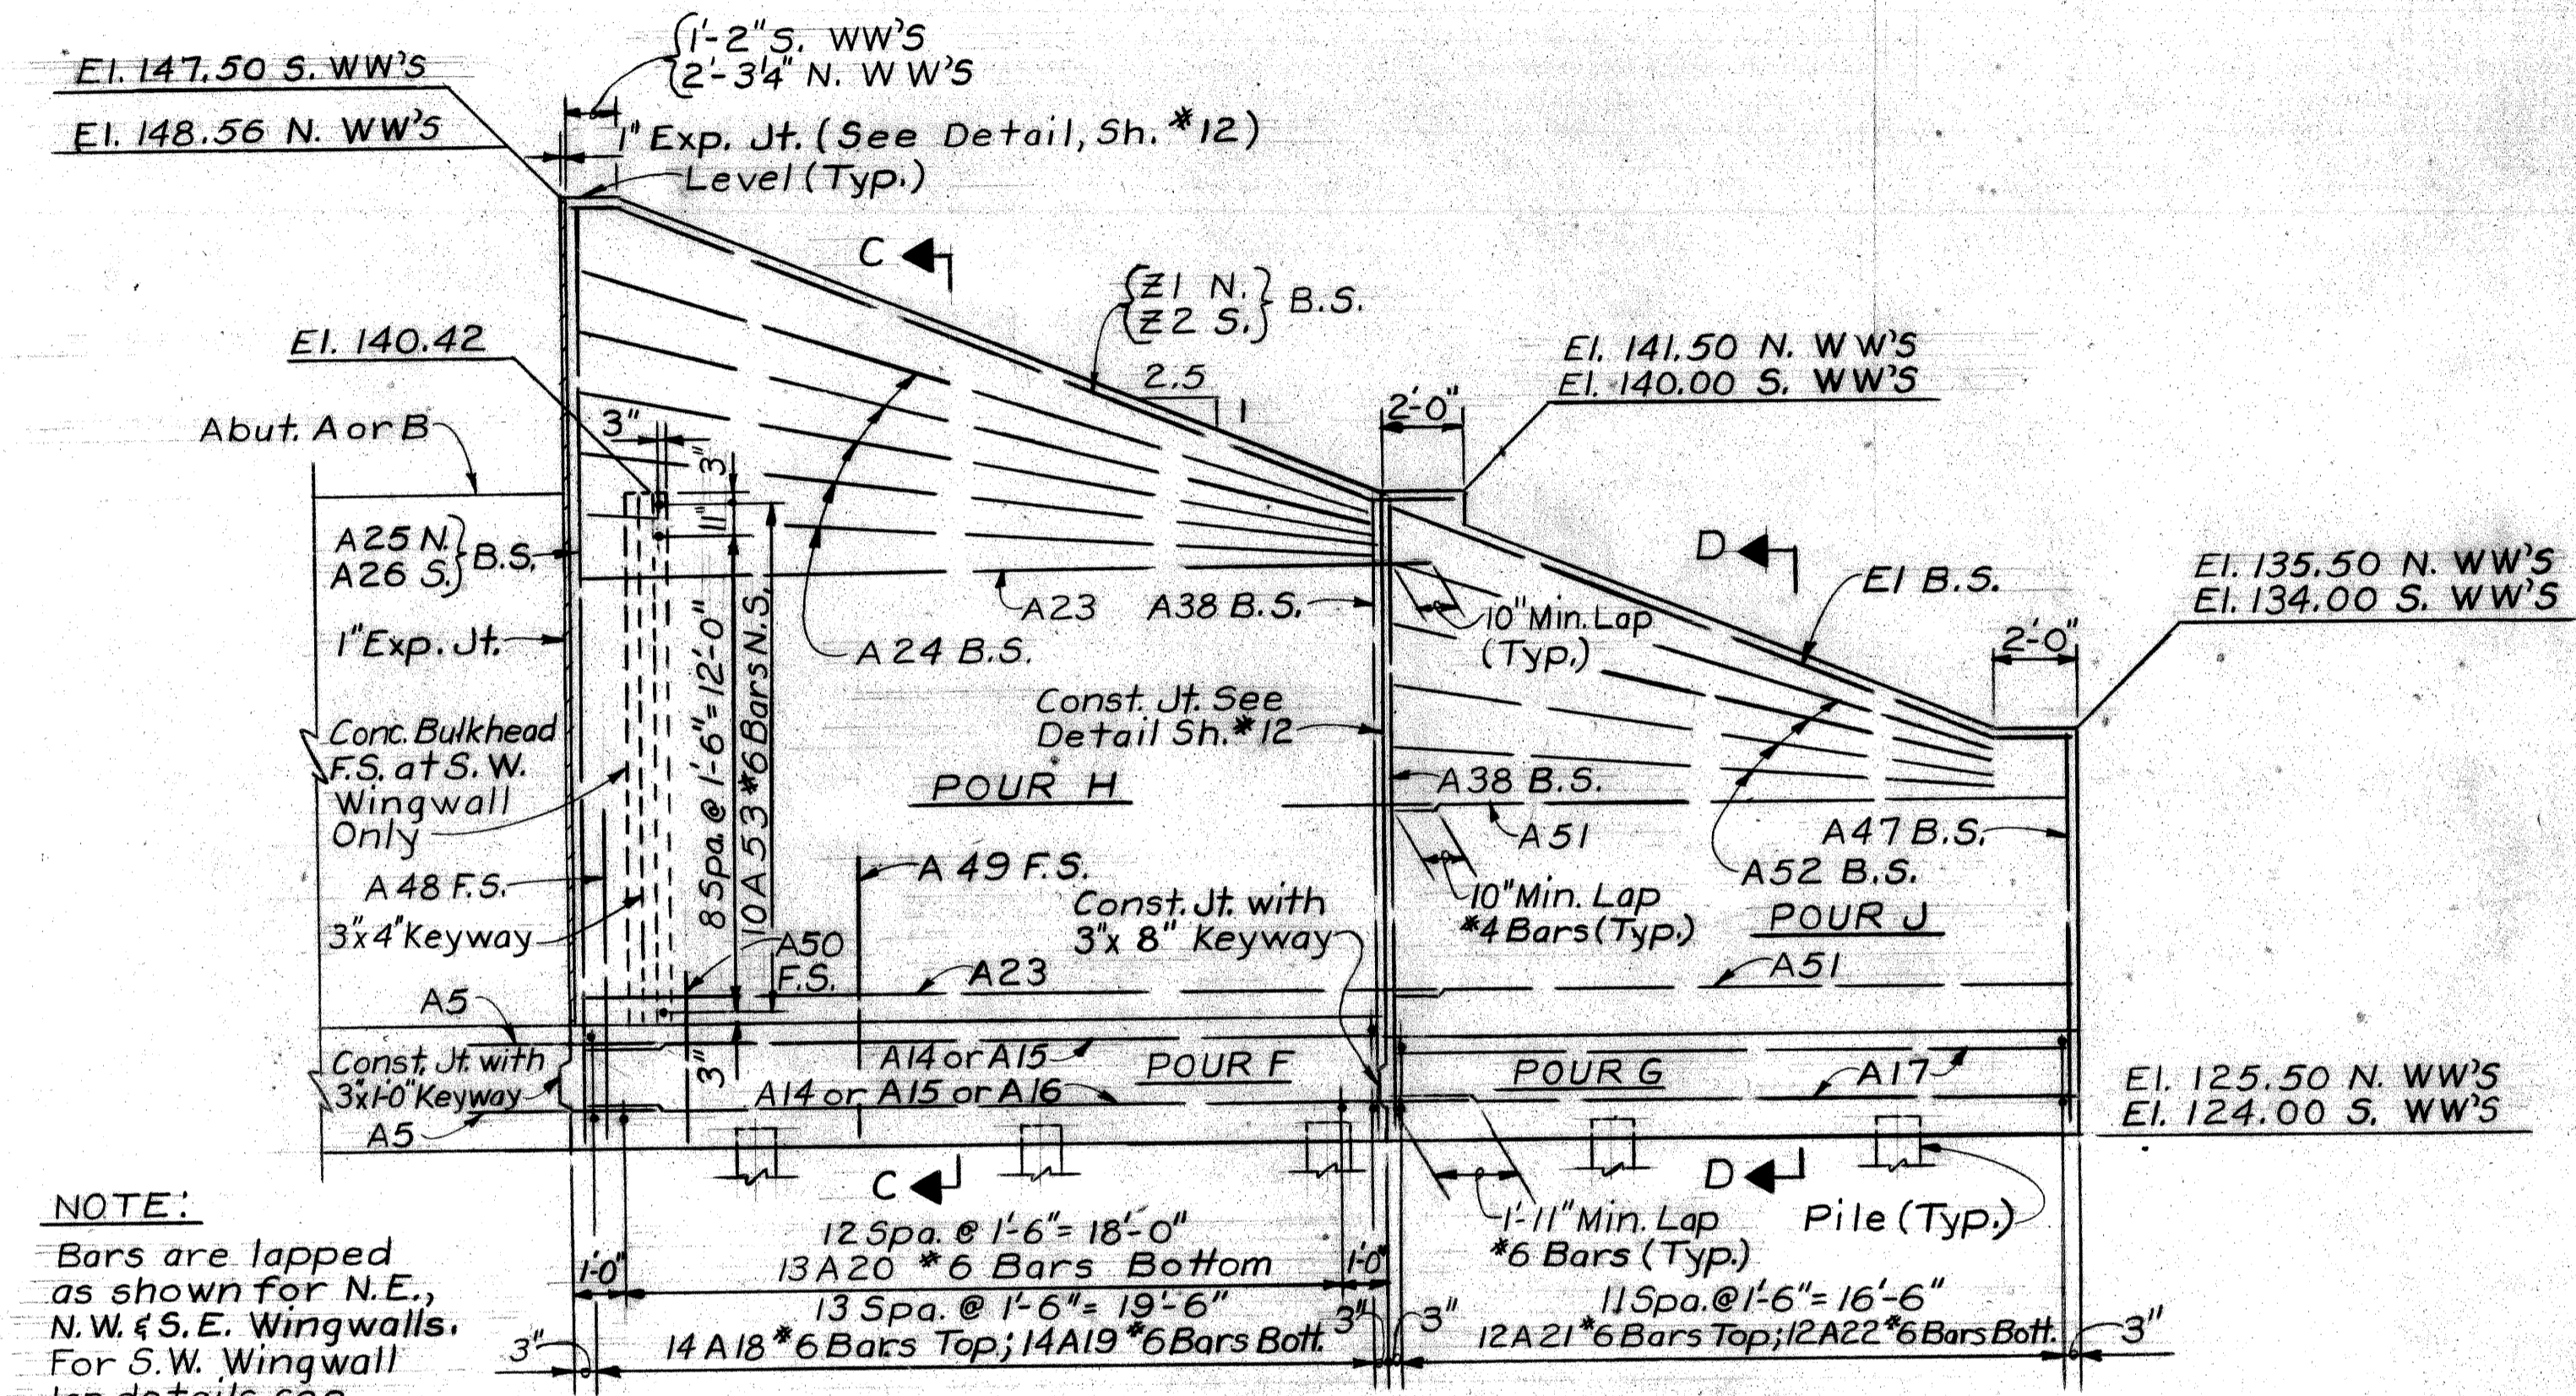 1'-2" S. WW'S
2'-3 1/4" N. WW'S
El. 147.50 S. WW'S
El. 148.56 N. WW'S
1" Exp. Jt. (See Detail, Sh. #12)
Level (Typ.)
C
Z1 N.
Z2 S.
B.S.
2.5
1
El. 140.42
El. 141.50 N. WW'S
El. 140.00 S. WW'S
2'-0"
Abut. A or B
3"
3"
11"
A25 N.
A26 S.
B.S.
D
E1 B.S.
El. 135.50 N. WW'S
El. 134.00 S. WW'S
2'-0"
1" Exp. Jt.
A23
A38 B.S.
10" Min. Lap
(Typ.)
A24 B.S.
8 Spa. @ 1'-6" = 12'-0"
10 A53 #6 Bars N.S.
Const. Jt. See
Detail Sh. #12
Conc. Bulkhead
F.S. at S.W.
Wingwall
Only
POUR H
A38 B.S.
A51
A47 B.S.
A52 B.S.
A48 F.S.
A49 F.S.
3"x4" Keyway
Const. Jt. with
3"x 8" Keyway
10" Min. Lap
#4 Bars (Typ.)
POUR J
A50
F.S.
A23
A51
A5
Const. Jt. with
3"x1'-0" Keyway
A5
3"
A14 or A15
POUR F
A14 or A15 or A16
POUR G
A17
El. 125.50 N. WW'S
El. 124.00 S. WW'S
C
D
1'-11" Min. Lap
#6 Bars (Typ.)
Pile (Typ.)
NOTE:
Bars are lapped
as shown for N.E.,
N.W. & S.E. Wingwalls.
For S.W. Wingwall
lap details see
12 Spa. @ 1'-6" = 18'-0"
1'-0"
13 A20 #6 Bars Bottom
1'-0"
13 Spa. @ 1'-6" = 19'-6"
3"
14 A18 #6 Bars Top; 14 A19 #6 Bars Bott.
3"
3"
11 Spa. @ 1'-6" = 16'-6"
12 A21 #6 Bars Top; 12 A22 #6 Bars Bott.
3"